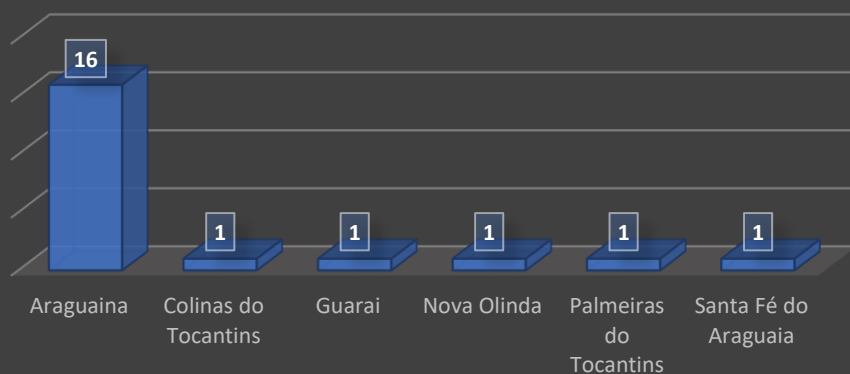 16
1
1
1
1
1
Araguaina
Colinas do
Tocantins
Guarai
Nova Olinda
Palmeiras
do
Tocantins
Santa Fé do
Araguaia